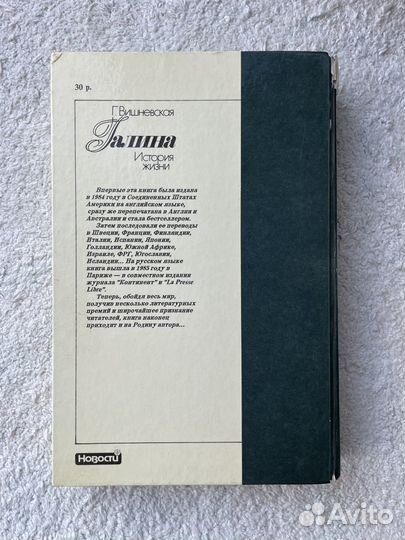 30 р.
Г. Вишневская
Галина
История
жизни
Впервые эта книга была издана
в 1984 году в Соединенных Штатах
Америки на английском языке,
сразу же перепечатана в Англии и
Австралии и стала бестселлером.
Затем последовали ее переводы
в Швеции, Франции, Финляндии,
Италии, Испании, Японии,
Голландии, Южной Африке,
Израиле, ФРГ, Югославии,
Исландии... На русском языке
книга вышла в 1985 году в
Париже — в совместном издании
журнала "Континент" и "La Presse
Libre".
Теперь, обойдя весь мир,
получив несколько литературных
премий и широчайшее признание
читателей, книга наконец
приходит и на Родину автора...
Новости
Avito